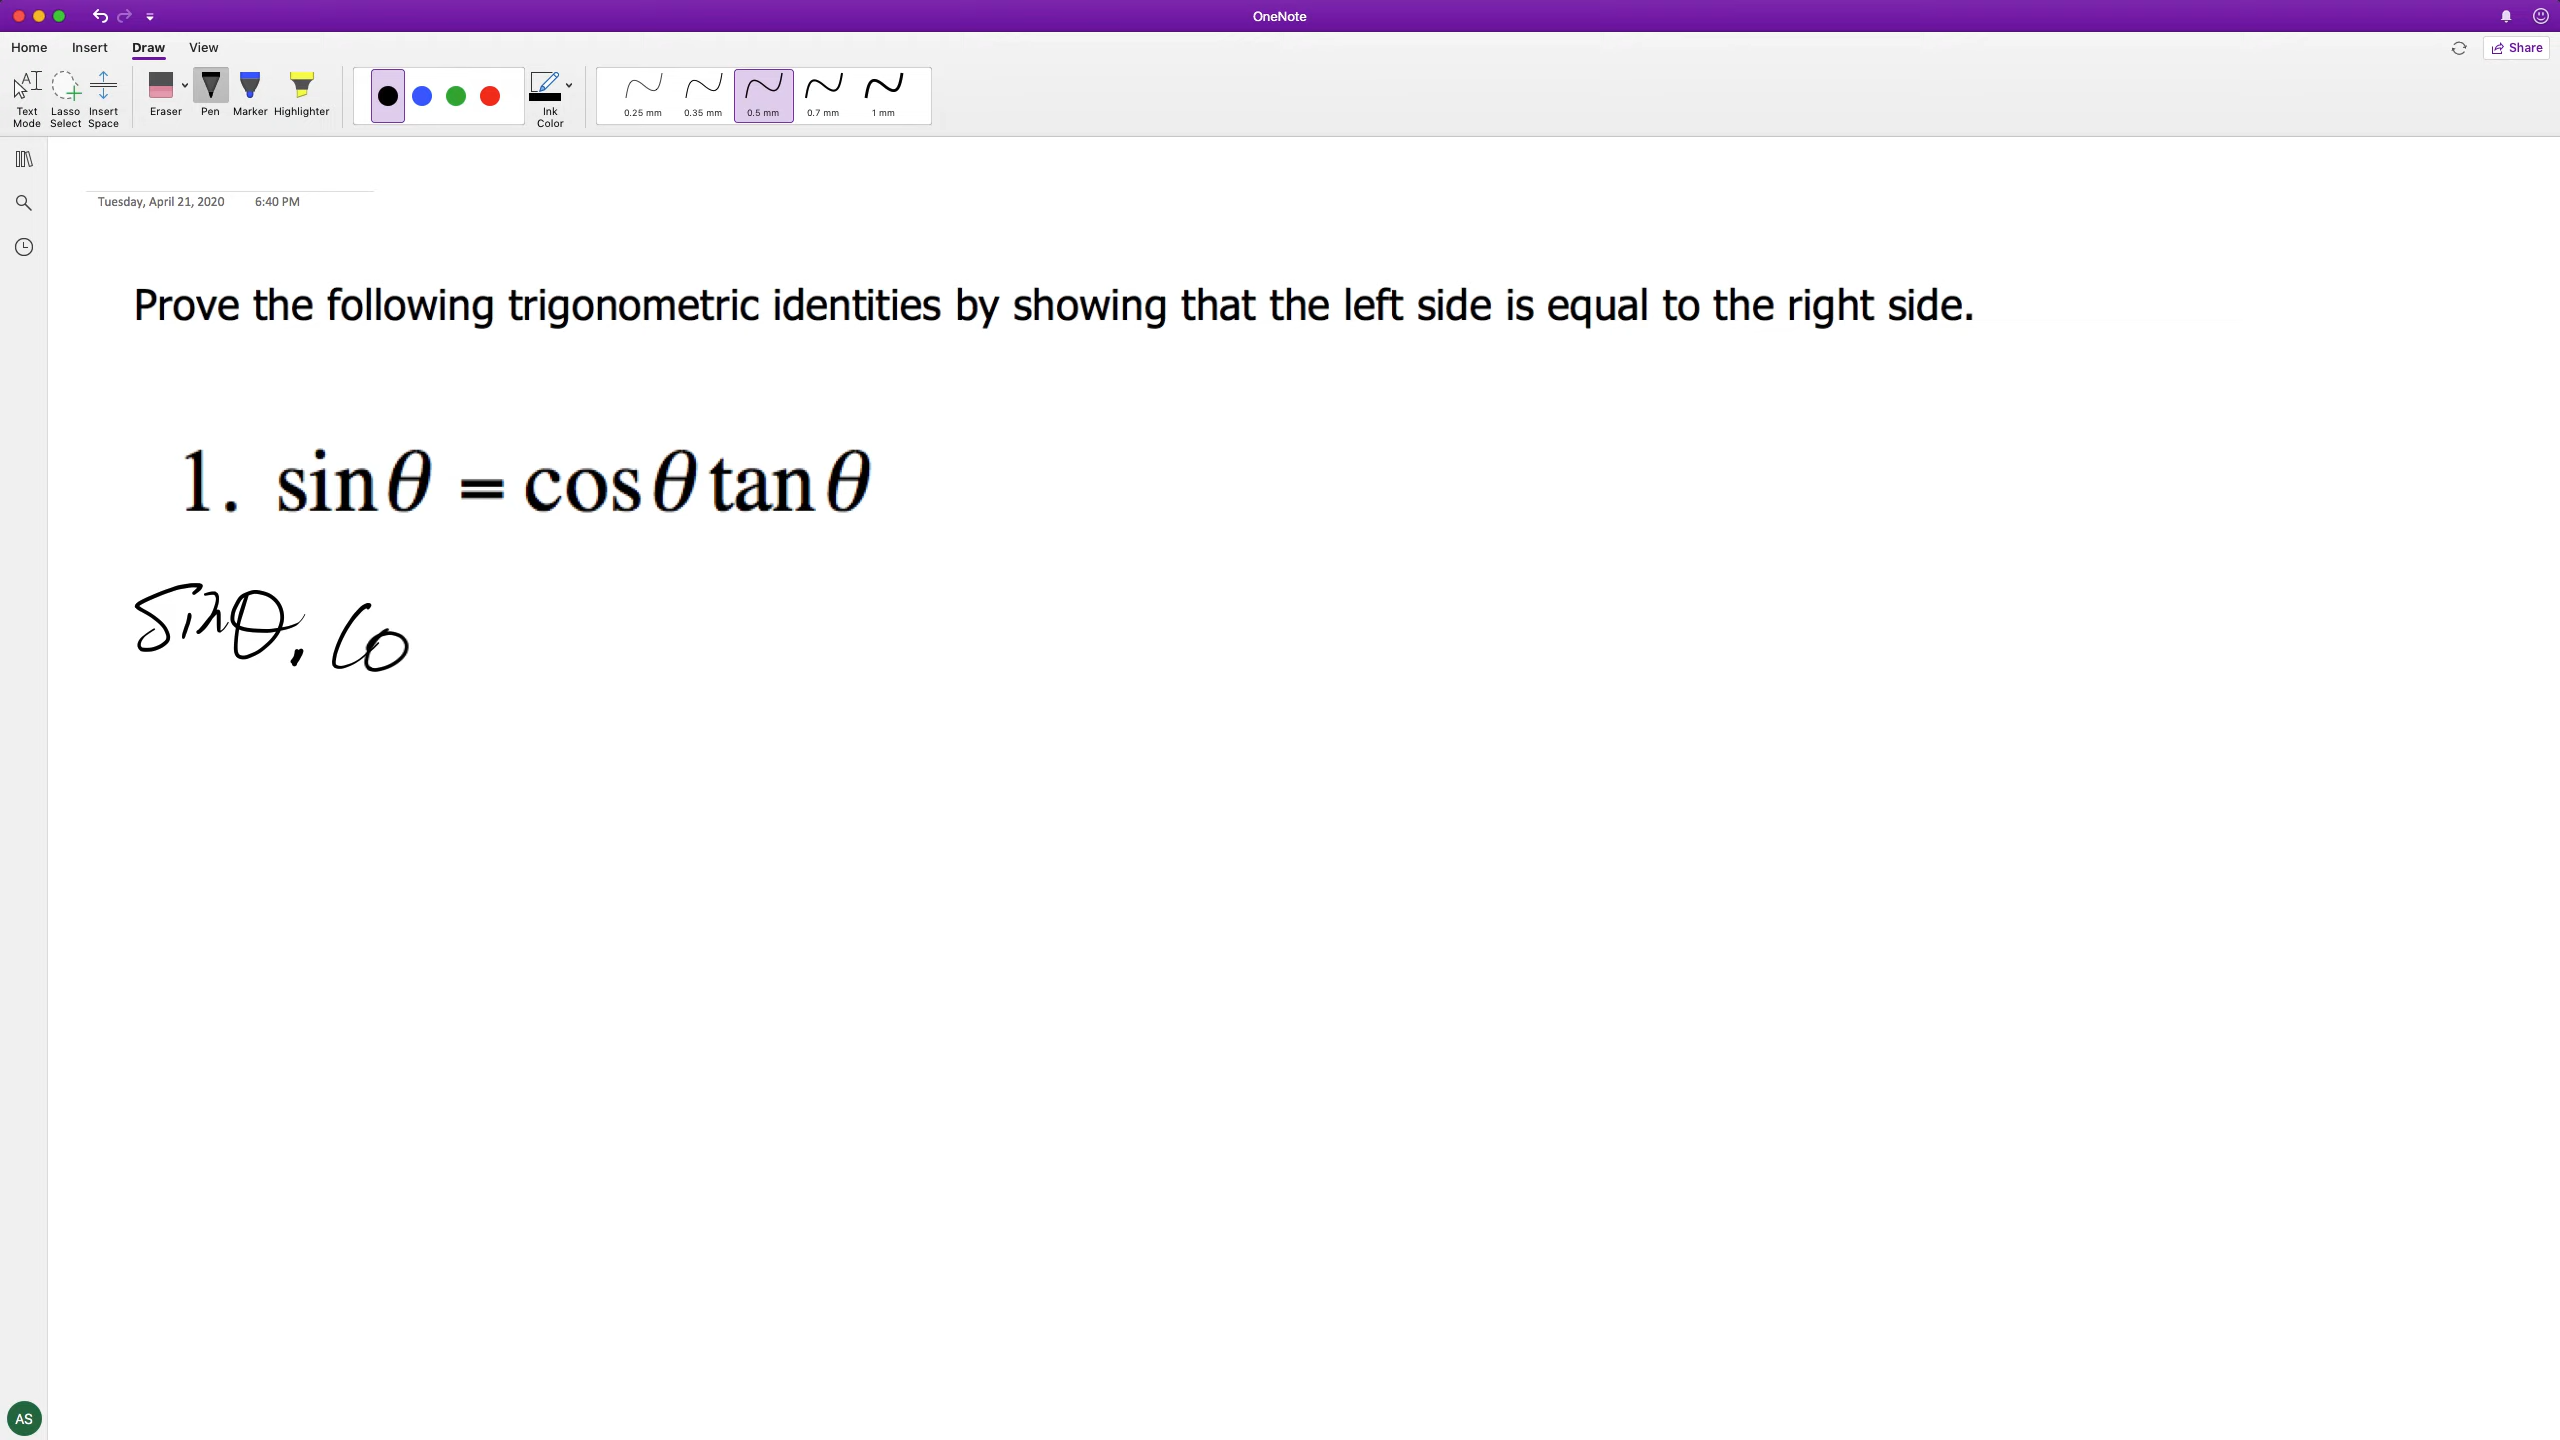 OneNote
Home Insert Draw View Share
Text Mode Lasso Select Insert Space Eraser Pen Marker Highlighter Ink Color 0.25 mm 0.35 mm 0.5 mm 0.7 mm 1 mm
Tuesday, April 21, 2020 6:40 PM
Prove the following trigonometric identities by showing that the left side is equal to the right side.
1. sinθ = cosθ tanθ
sinθ, Co
AS